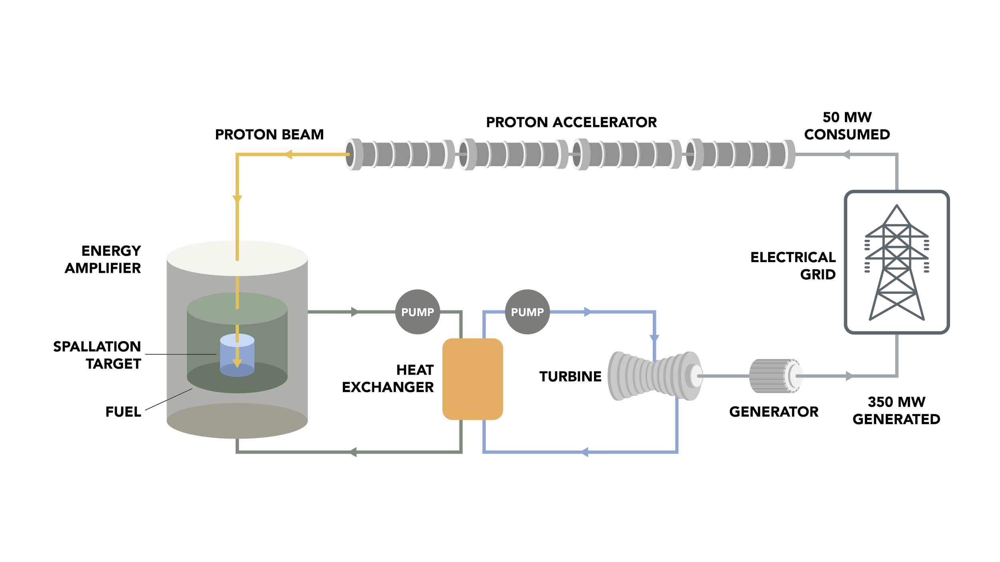 50 MW
CONSUMED
PROTON ACCELERATOR
PROTON BEAM
ENERGY
AMPLIFIER
ELECTRICAL
GRID
PUMP
PUMP
SPALLATION
TARGET
HEAT
EXCHANGER
TURBINE
350 MW
GENERATED
FUEL
GENERATOR